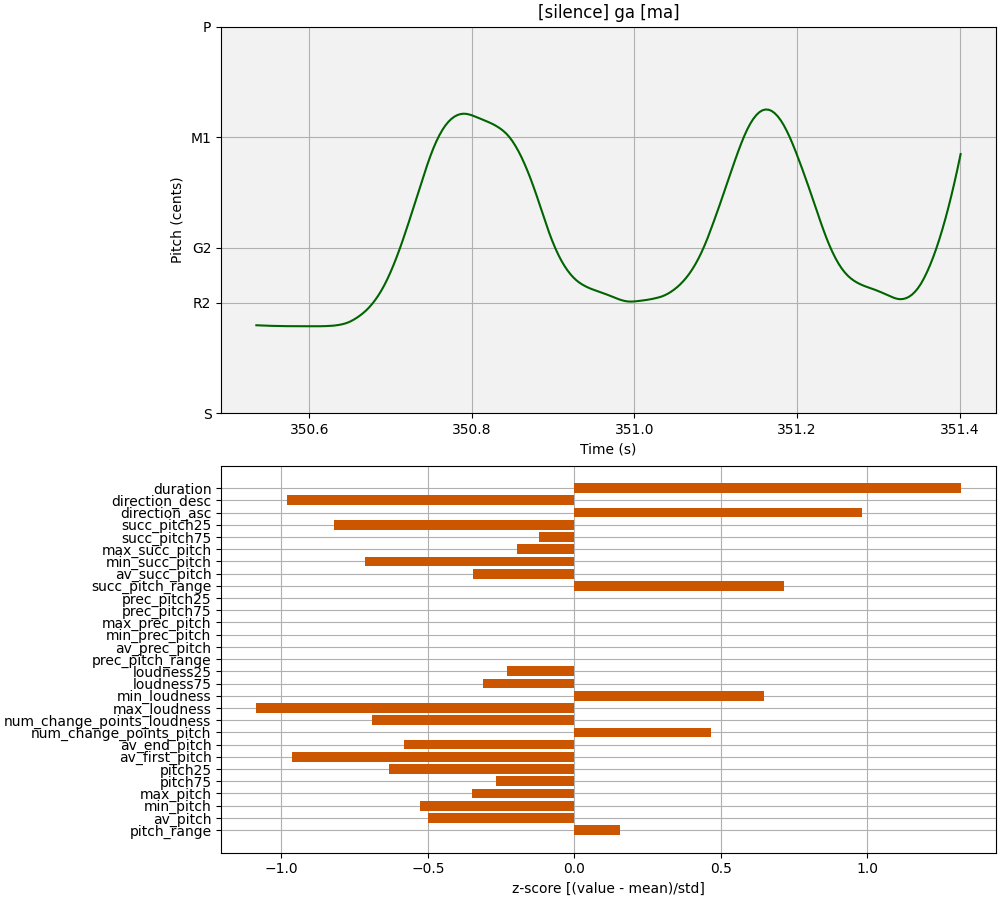 [silence] ga [ma]
P
M1
G2
R2
S
Pitch (cents)
350.6 350.8 351.0 351.2 351.4
Time (s)
duration
direction_desc
direction_asc
succ_pitch25
succ_pitch75
max_succ_pitch
min_succ_pitch
av_succ_pitch
succ_pitch_range
prec_pitch25
prec_pitch75
max_prec_pitch
min_prec_pitch
av_prec_pitch
prec_pitch_range
loudness25
loudness75
min_loudness
max_loudness
num_change_points_loudness
num_change_points_pitch
av_end_pitch
av_first_pitch
pitch25
pitch75
max_pitch
min_pitch
av_pitch
pitch_range
−1.0 −0.5 0.0 0.5 1.0
z-score [(value - mean)/std]